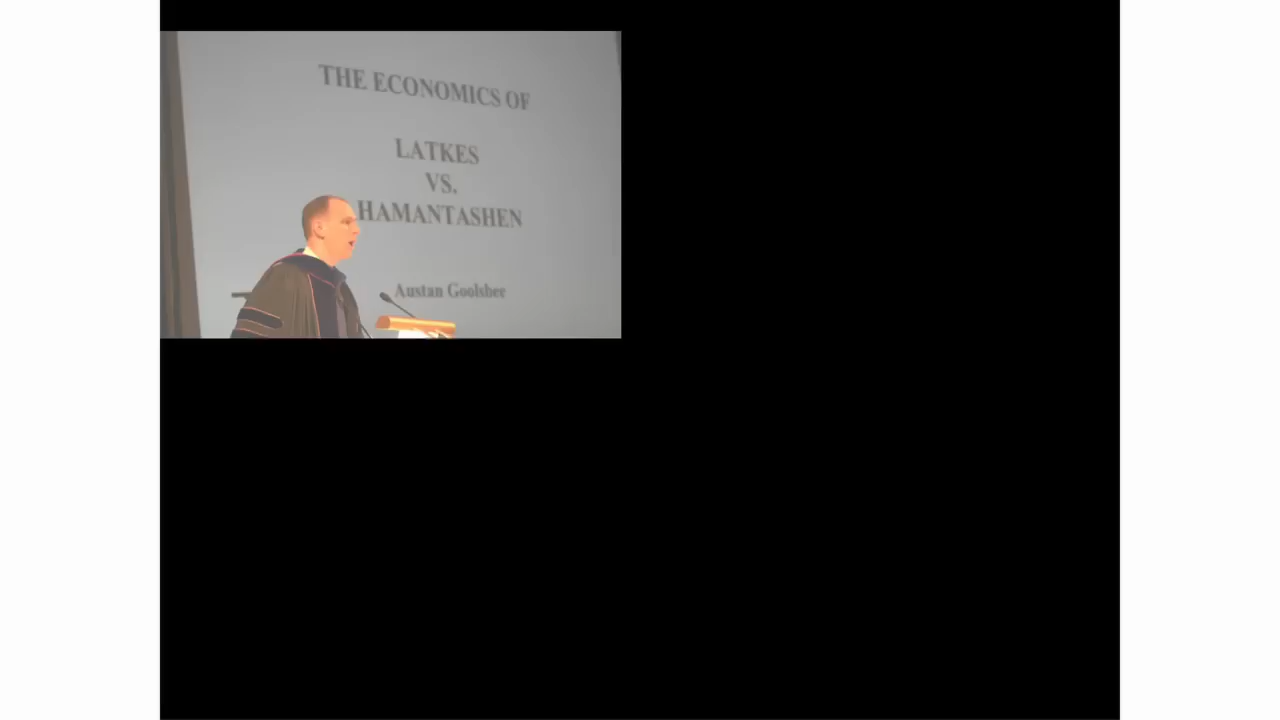 THE ECONOMICS OF
LATKES
VS.
HAMANTASHEN
Austan Goolsbee